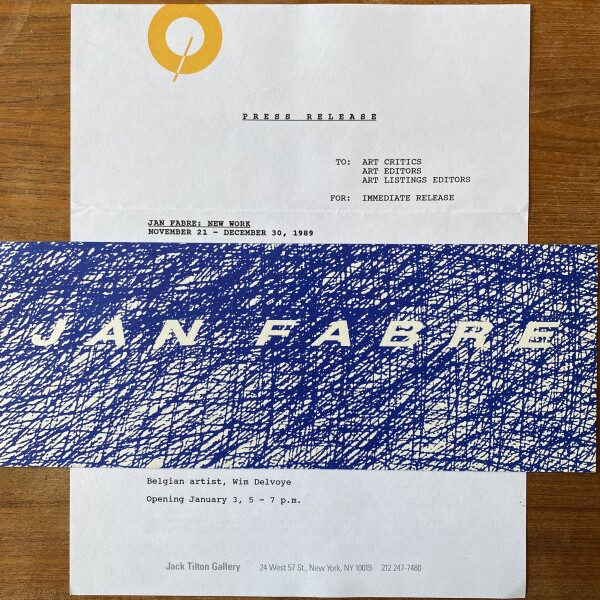 PRESS RELEASE
TO: ART CRITICS
ART EDITORS
ART LISTINGS EDITORS
FOR: IMMEDIATE RELEASE
JAN FABRE: NEW WORK
NOVEMBER 21 - DECEMBER 30, 1989
JAN FABRE
Belgian artist, Wim Delvoye
Opening January 3, 5 - 7 p.m.
Jack Tilton Gallery 24 West 57 St., New York, NY 10019 212 247-7480